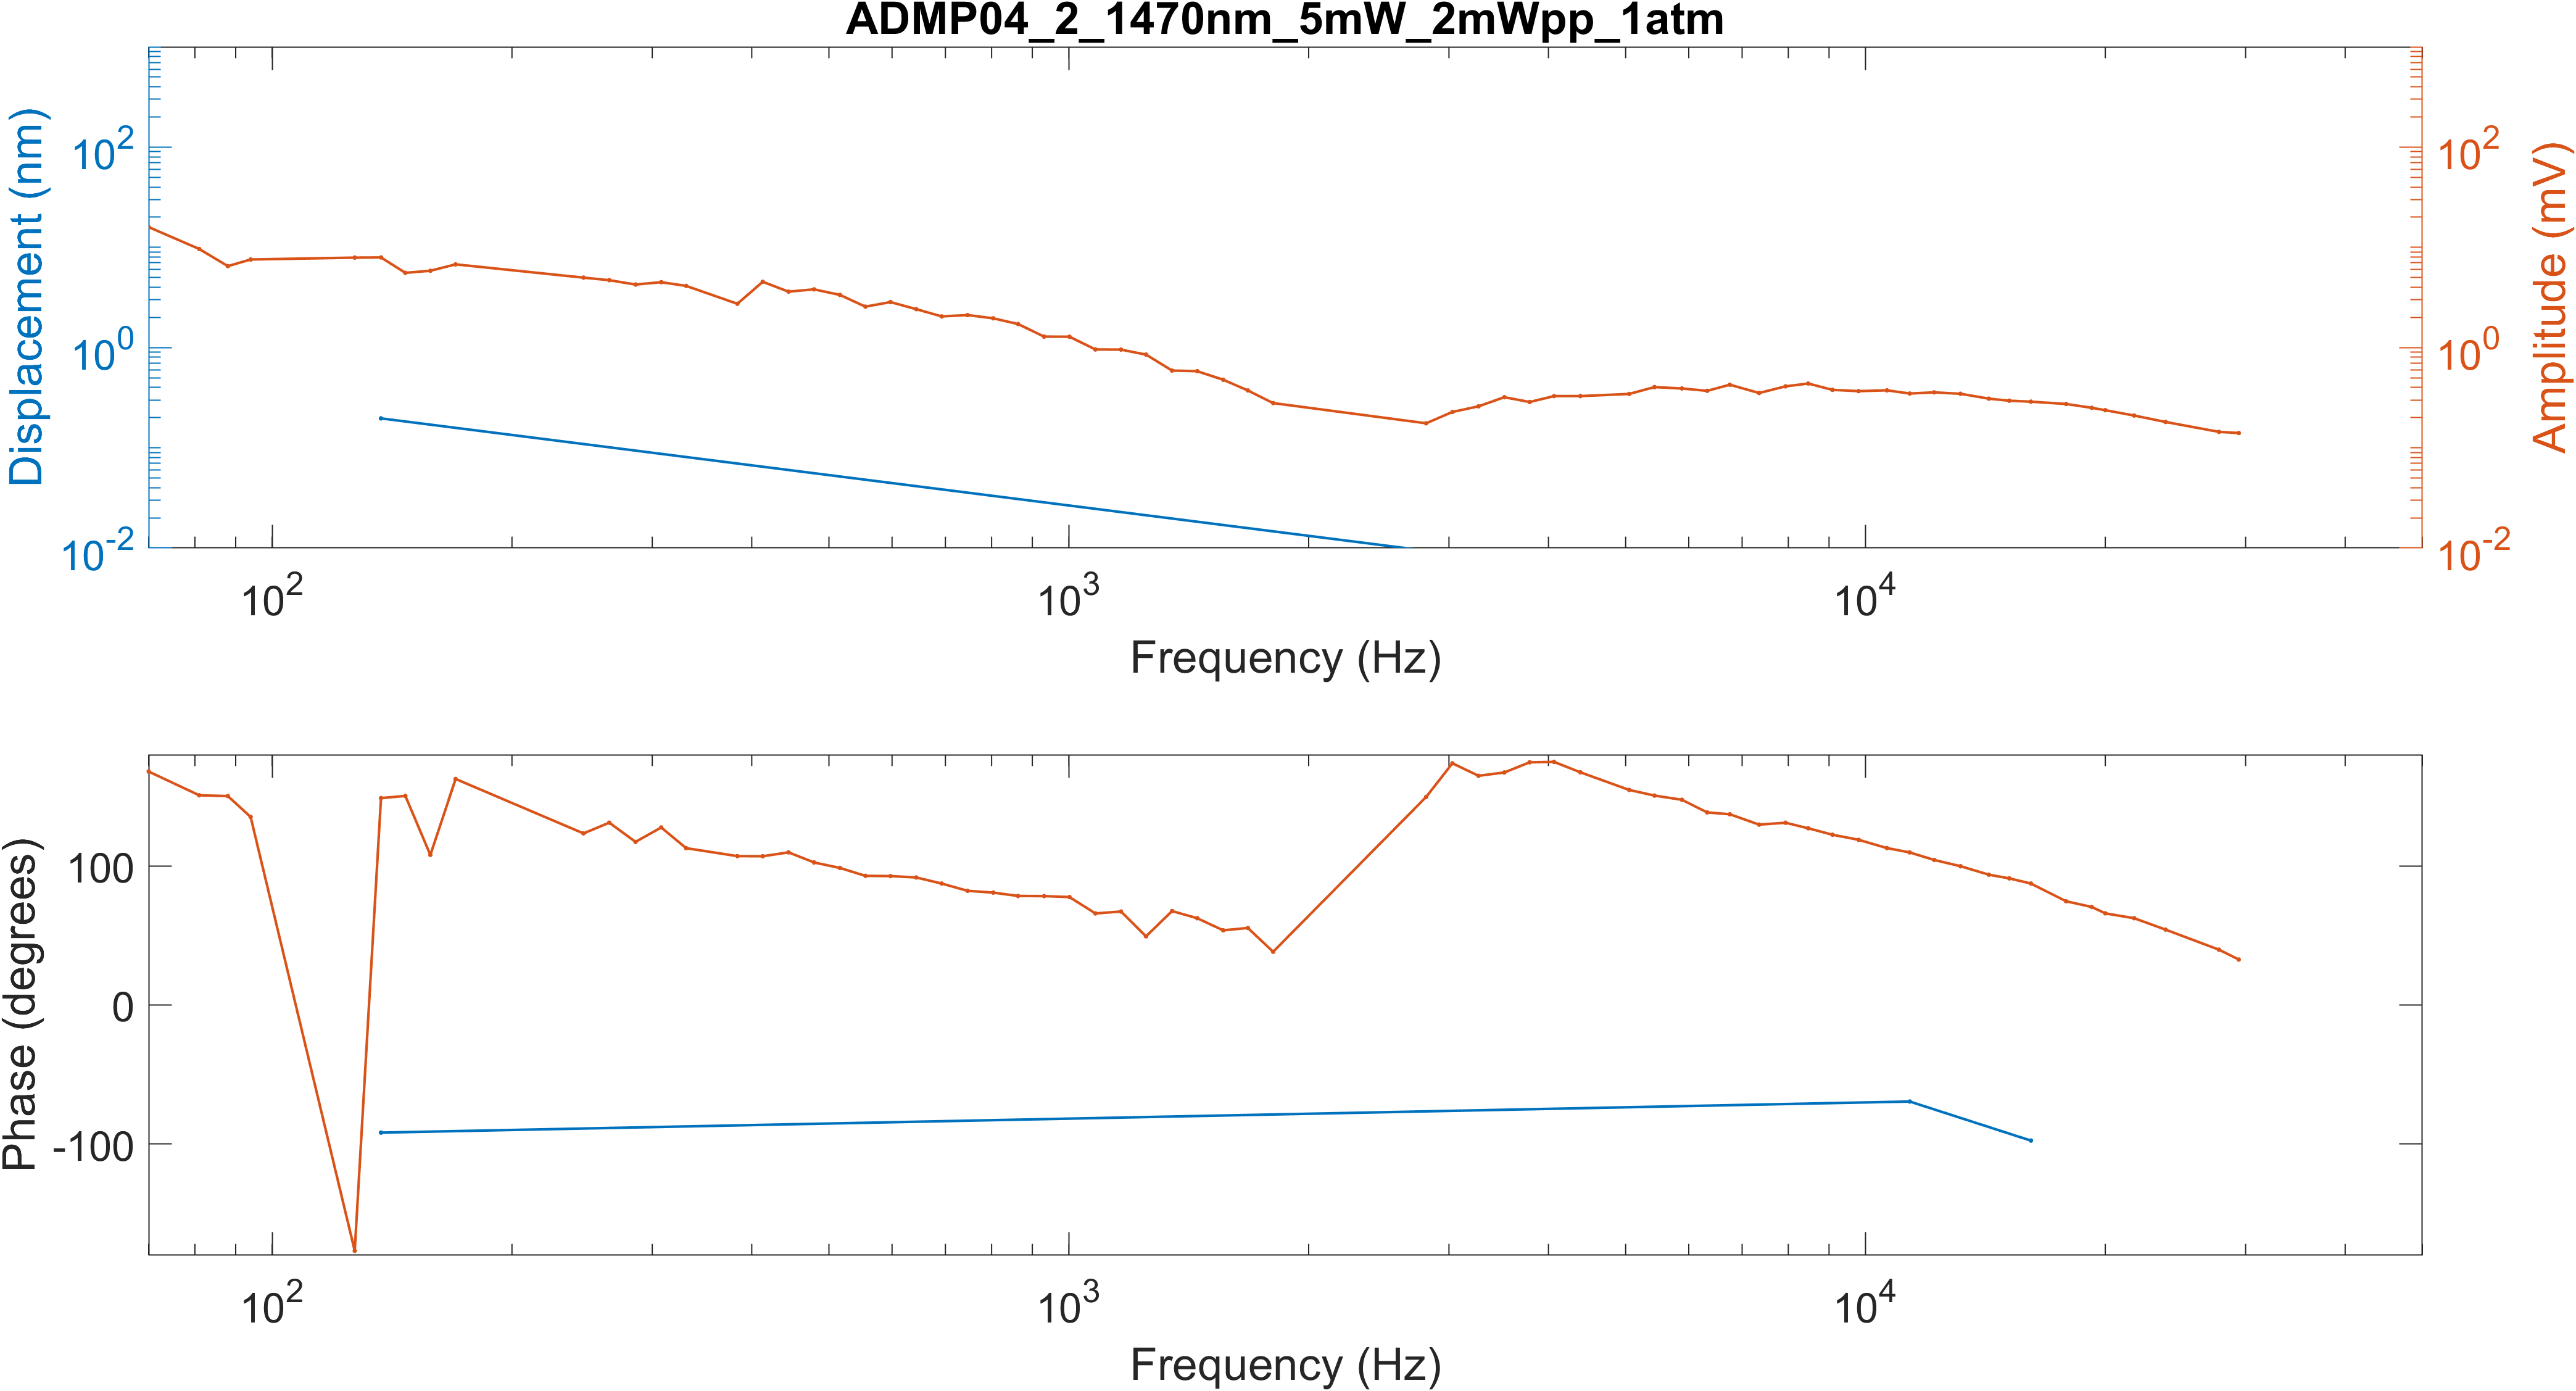 ADMP04_2_1470nm_5mW_2mWpp_1atm
Displacement (nm)
10^2
10^0
10^-2
Amplitude (mV)
10^2
10^0
10^-2
10^2 10^3 10^4
Frequency (Hz)
Phase (degrees)
100
0
-100
10^2 10^3 10^4
Frequency (Hz)